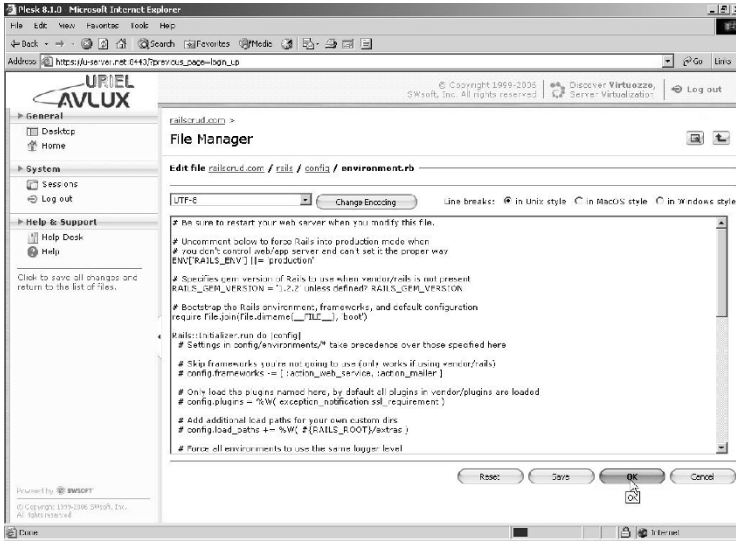 Plesk 8.1.0 - Microsoft Internet Explorer
File Edit View Favorites Tools Help
Back Search Favorites Media
Address https://u-server.net:8443/?previous_page=login_up Go Links
URIEL
AVLUX
© Copyright 1999-2006
SWsoft, Inc. All rights reserved
Discover Virtuozzo,
Server Virtualization
Log out
General
Desktop
Home
System
Sessions
Log out
Help & Support
Help Desk
Help
Click to save all changes and
return to the list of files.
Powered by SWSOFT
© Copyright 1999-2006 SWsoft, Inc.
All rights reserved
railscrud.com >
File Manager
Edit file railscrud.com / rails / config / environment.rb
UTF-8 Change Encoding Line breaks: in Unix style in MacOS style in Windows style
# Be sure to restart your web server when you modify this file.
# Uncomment below to force Rails into production mode when
# you don't control web/app server and can't set it the proper way
ENV['RAILS_ENV'] ||= 'production'
# Specifies gem version of Rails to use when vendor/rails is not present
RAILS_GEM_VERSION = '1.2.2' unless defined? RAILS_GEM_VERSION
# Bootstrap the Rails environment, frameworks, and default configuration
require File.join(File.dirname(__FILE__), 'boot')
Rails::Initializer.run do |config|
# Settings in config/environments/* take precedence over those specified here
# Skip frameworks you're not going to use (only works if using vendor/rails)
# config.frameworks -= [ :action_web_service, :action_mailer ]
# Only load the plugins named here, by default all plugins in vendor/plugins are loaded
# config.plugins = %W( exception_notification ssl_requirement )
# Add additional load paths for your own custom dirs
# config.load_paths += %W( #{RAILS_ROOT}/extras )
# Force all environments to use the same logger level
Reset Save OK Cancel
OK
Done Internet